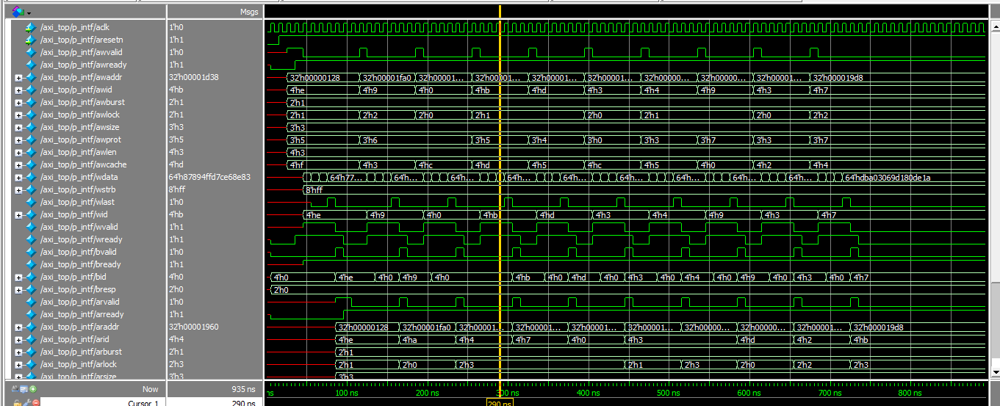 Msgs
/axi_top/p_intf/aclk 1'h0
/axi_top/p_intf/aresetn 1'h1
/axi_top/p_intf/awvalid 1'h0
/axi_top/p_intf/awready 1'h1
/axi_top/p_intf/awaddr 32'h00001d38 32'h00000128 32'h00001fa0 32'h000001... 32'h00001... 32'h00001... 32'h00001... 32'h00000... 32'h00000... 32'h00001... 32'h000019d8
/axi_top/p_intf/awid 4'hb 4'he 4'h9 4'h0 4'hb 4'hd 4'h3 4'h4 4'h9 4'h3 4'h7
/axi_top/p_intf/awburst 2'h1 2'h1
/axi_top/p_intf/awlock 2'h1 2'h1 2'h2 2'h0 2'h1 2'h0 2'h1 2'h0 2'h2
/axi_top/p_intf/awsize 3'h3 3'h3
/axi_top/p_intf/awprot 3'h5 3'h5 3'h6 3'h5 3'h4 3'h0 3'h3 3'h7 3'h3 3'h7
/axi_top/p_intf/awlen 4'h3 4'h3
/axi_top/p_intf/awcache 4'hd 4'hf 4'h3 4'hc 4'hd 4'h5 4'hc 4'h5 4'h0 4'h2 4'h4
/axi_top/p_intf/wdata 64'h87894ffd7ce68e83 64'h77... 64'h... 64'h... 64'h... 64'h... 64'h... 64'h... 64'h... 64'h... 64'hdba03069d180de1a
/axi_top/p_intf/wstrb 8'hff 8'hff
/axi_top/p_intf/wlast 1'h0
/axi_top/p_intf/wid 4'hb 4'he 4'h9 4'h0 4'hb 4'hd 4'h3 4'h4 4'h9 4'h3 4'h7
/axi_top/p_intf/wvalid 1'h1
/axi_top/p_intf/wready 1'h1
/axi_top/p_intf/bvalid 1'h0
/axi_top/p_intf/bready 1'h1
/axi_top/p_intf/bid 4'h0 4'h0 4'he 4'h0 4'h9 4'h0 4'hb 4'h0 4'hd 4'h0 4'h3 4'h0 4'h4 4'h0 4'h9 4'h0 4'h3 4'h0 4'h7
/axi_top/p_intf/bresp 2'h0 2'h0
/axi_top/p_intf/arvalid 1'h0
/axi_top/p_intf/arready 1'h1
/axi_top/p_intf/araddr 32'h00001960 32'h00000128 32'h00001fa0 32'h000001... 32'h00001... 32'h00001... 32'h00001... 32'h00000... 32'h00000... 32'h00001... 32'h000019d8
/axi_top/p_intf/arid 4'h4 4'he 4'ha 4'h4 4'h7 4'h0 4'h3 4'hd 4'h2 4'hb
/axi_top/p_intf/arburst 2'h1 2'h1
/axi_top/p_intf/arlock 2'h3 2'h1 2'h0 2'h3 2'h1 2'h3 2'h0 2'h2 2'h3
/axi_top/p_intf/arsize 3'h3 3'h3
Now 935 ns ns 100 ns 200 ns 300 ns 400 ns 500 ns 600 ns 700 ns 800 ns
Cursor 1 290 ns 290 ns